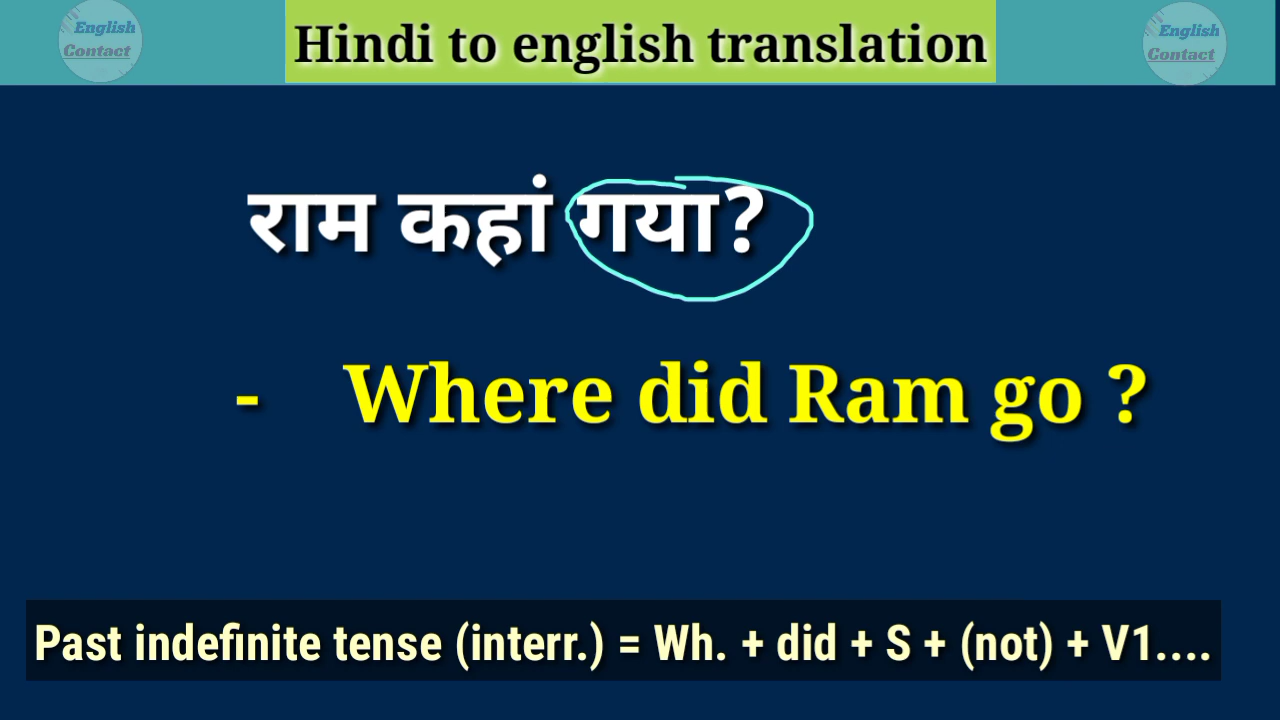 English Contact
Hindi to english translation
English Contact
राम कहां गया?
- Where did Ram go ?
Past indefinite tense (interr.) = Wh. + did + S + (not) + V1....